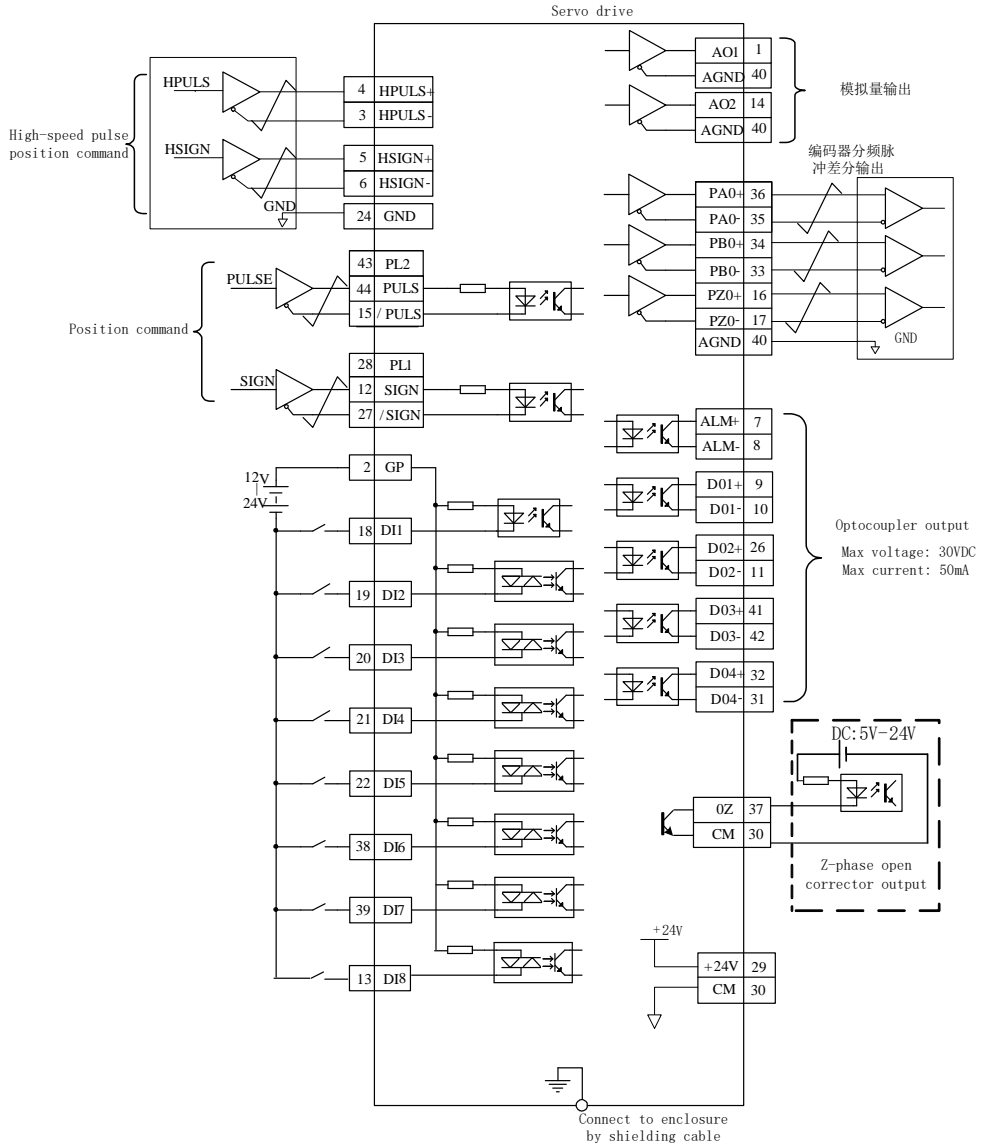 Servo drive
HPULS
4 HPULS+
3 HPULS-
High-speed pulse
position command
HSIGN
5 HSIGN+
6 HSIGN-
GND
24 GND
43 PL2
PULSE
44 PULS
15 /PULS
Position command
28 PL1
SIGN
12 SIGN
27 /SIGN
2 GP
12V
24V
18 DI1
19 DI2
20 DI3
21 DI4
22 DI5
38 DI6
39 DI7
13 DI8
AO1 1
AGND 40
AO2 14
AGND 40
模拟量输出
编码器分频脉
冲差分输出
PA0+ 36
PA0- 35
PB0+ 34
PB0- 33
PZ0+ 16
PZ0- 17
AGND 40
GND
ALM+ 7
ALM- 8
D01+ 9
D01- 10
D02+ 26
D02- 11
D03+ 41
D03- 42
D04+ 32
D04- 31
Optocoupler output
Max voltage: 30VDC
Max current: 50mA
DC:5V-24V
0Z 37
CM 30
Z-phase open
corrector output
+24V
+24V 29
CM 30
Connect to enclosure
by shielding cable